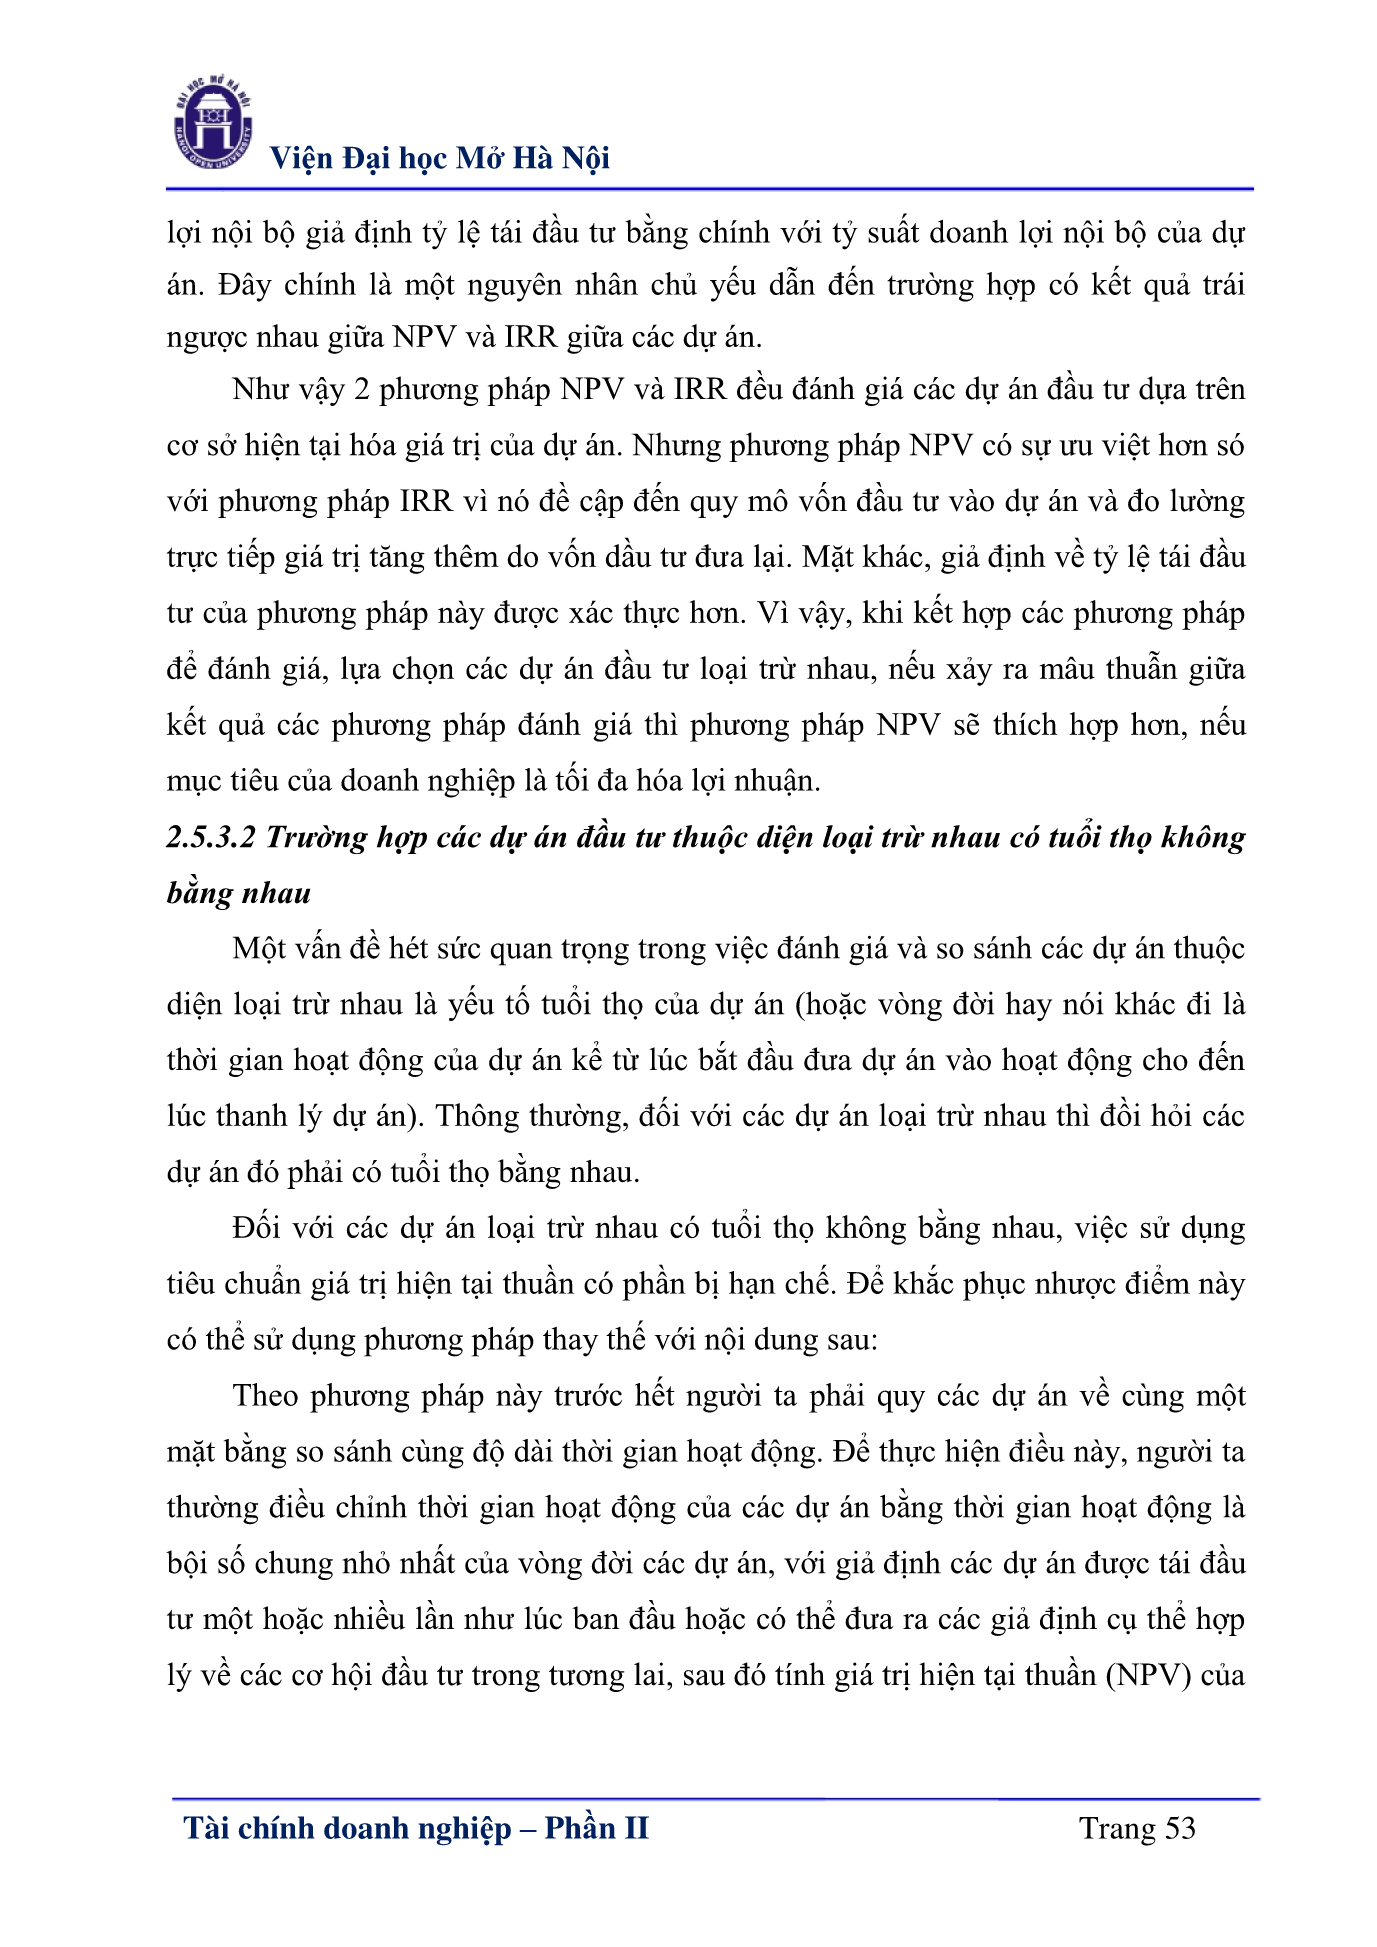 ĐẠI HỌC MỞ HÀ NỘI
HANOI OPEN UNIVERSITY
Viện Đại học Mở Hà Nội
lợi nội bộ giả định tỷ lệ tái đầu tư bằng chính với tỷ suất doanh lợi nội bộ của dự
án. Đây chính là một nguyên nhân chủ yếu dẫn đến trường hợp có kết quả trái
ngược nhau giữa NPV và IRR giữa các dự án.
Như vậy 2 phương pháp NPV và IRR đều đánh giá các dự án đầu tư dựa trên
cơ sở hiện tại hóa giá trị của dự án. Nhưng phương pháp NPV có sự ưu việt hơn só
với phương pháp IRR vì nó đề cập đến quy mô vốn đầu tư vào dự án và đo lường
trực tiếp giá trị tăng thêm do vốn dầu tư đưa lại. Mặt khác, giả định về tỷ lệ tái đầu
tư của phương pháp này được xác thực hơn. Vì vậy, khi kết hợp các phương pháp
để đánh giá, lựa chọn các dự án đầu tư loại trừ nhau, nếu xảy ra mâu thuẫn giữa
kết quả các phương pháp đánh giá thì phương pháp NPV sẽ thích hợp hơn, nếu
mục tiêu của doanh nghiệp là tối đa hóa lợi nhuận.
2.5.3.2 Trường hợp các dự án đầu tư thuộc diện loại trừ nhau có tuổi thọ không
bằng nhau
Một vấn đề hét sức quan trọng trong việc đánh giá và so sánh các dự án thuộc
diện loại trừ nhau là yếu tố tuổi thọ của dự án (hoặc vòng đời hay nói khác đi là
thời gian hoạt động của dự án kể từ lúc bắt đầu đưa dự án vào hoạt động cho đến
lúc thanh lý dự án). Thông thường, đối với các dự án loại trừ nhau thì đồi hỏi các
dự án đó phải có tuổi thọ bằng nhau.
Đối với các dự án loại trừ nhau có tuổi thọ không bằng nhau, việc sử dụng
tiêu chuẩn giá trị hiện tại thuần có phần bị hạn chế. Để khắc phục nhược điểm này
có thể sử dụng phương pháp thay thế với nội dung sau:
Theo phương pháp này trước hết người ta phải quy các dự án về cùng một
mặt bằng so sánh cùng độ dài thời gian hoạt động. Để thực hiện điều này, người ta
thường điều chỉnh thời gian hoạt động của các dự án bằng thời gian hoạt động là
bội số chung nhỏ nhất của vòng đời các dự án, với giả định các dự án được tái đầu
tư một hoặc nhiều lần như lúc ban đầu hoặc có thể đưa ra các giả định cụ thể hợp
lý về các cơ hội đầu tư trong tương lai, sau đó tính giá trị hiện tại thuần (NPV) của
Tài chính doanh nghiệp – Phần II
Trang 53